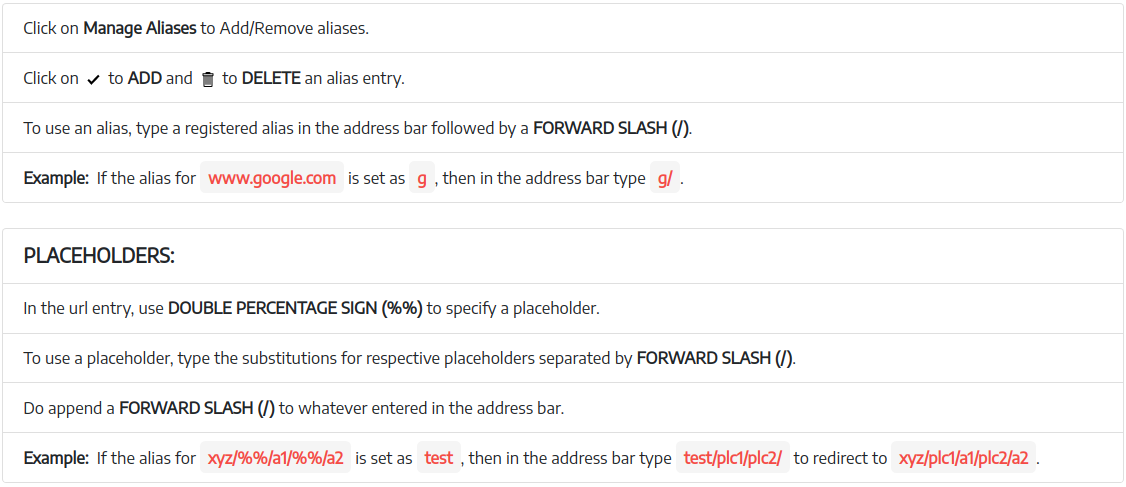 Click on Manage Aliases to Add/Remove aliases.
Click on ✔ to ADD and 🗑 to DELETE an alias entry.
To use an alias, type a registered alias in the address bar followed by a FORWARD SLASH (/).
Example: If the alias for www.google.com is set as g , then in the address bar type g/ .
PLACEHOLDERS:
In the url entry, use DOUBLE PERCENTAGE SIGN (%%) to specify a placeholder.
To use a placeholder, type the substitutions for respective placeholders separated by FORWARD SLASH (/).
Do append a FORWARD SLASH (/) to whatever entered in the address bar.
Example: If the alias for xyz/%%/a1/%%/a2 is set as test , then in the address bar type test/plc1/plc2/ to redirect to xyz/plc1/a1/plc2/a2 .